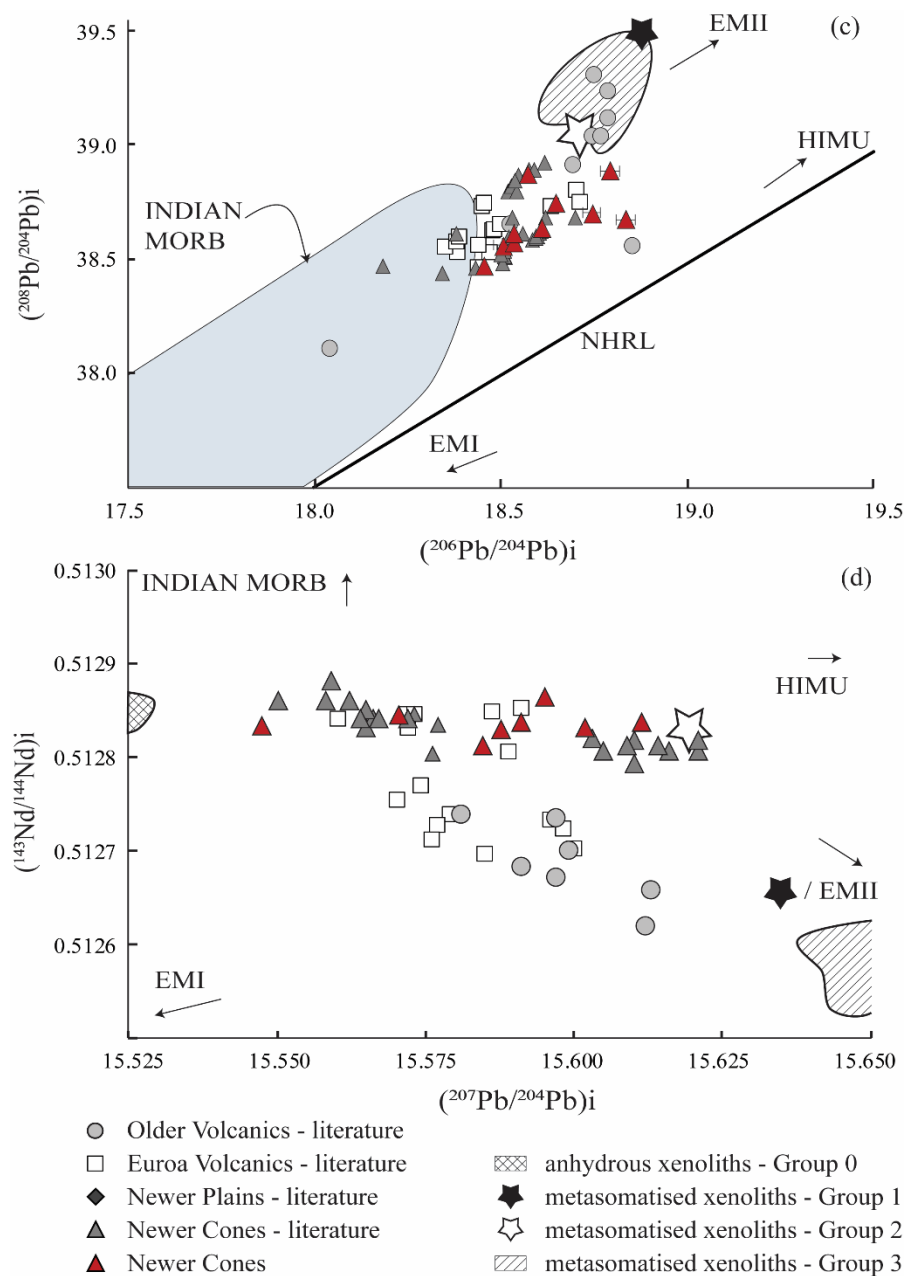 (c)
39.5
39.0
38.5
38.0
(²⁰⁸Pb/²⁰⁴Pb)i
EMII
HIMU
INDIAN
MORB
NHRL
EMI
17.5 18.0 18.5 19.0 19.5
(²⁰⁶Pb/²⁰⁴Pb)i
(d)
0.5130
0.5129
0.5128
0.5127
0.5126
(¹⁴³Nd/¹⁴⁴Nd)i
INDIAN MORB
HIMU
/ EMII
EMI
15.525 15.550 15.575 15.600 15.625 15.650
(²⁰⁷Pb/²⁰⁴Pb)i
Older Volcanics - literature
Euroa Volcanics - literature
Newer Plains - literature
Newer Cones - literature
Newer Cones
anhydrous xenoliths - Group 0
metasomatised xenoliths - Group 1
metasomatised xenoliths - Group 2
metasomatised xenoliths - Group 3